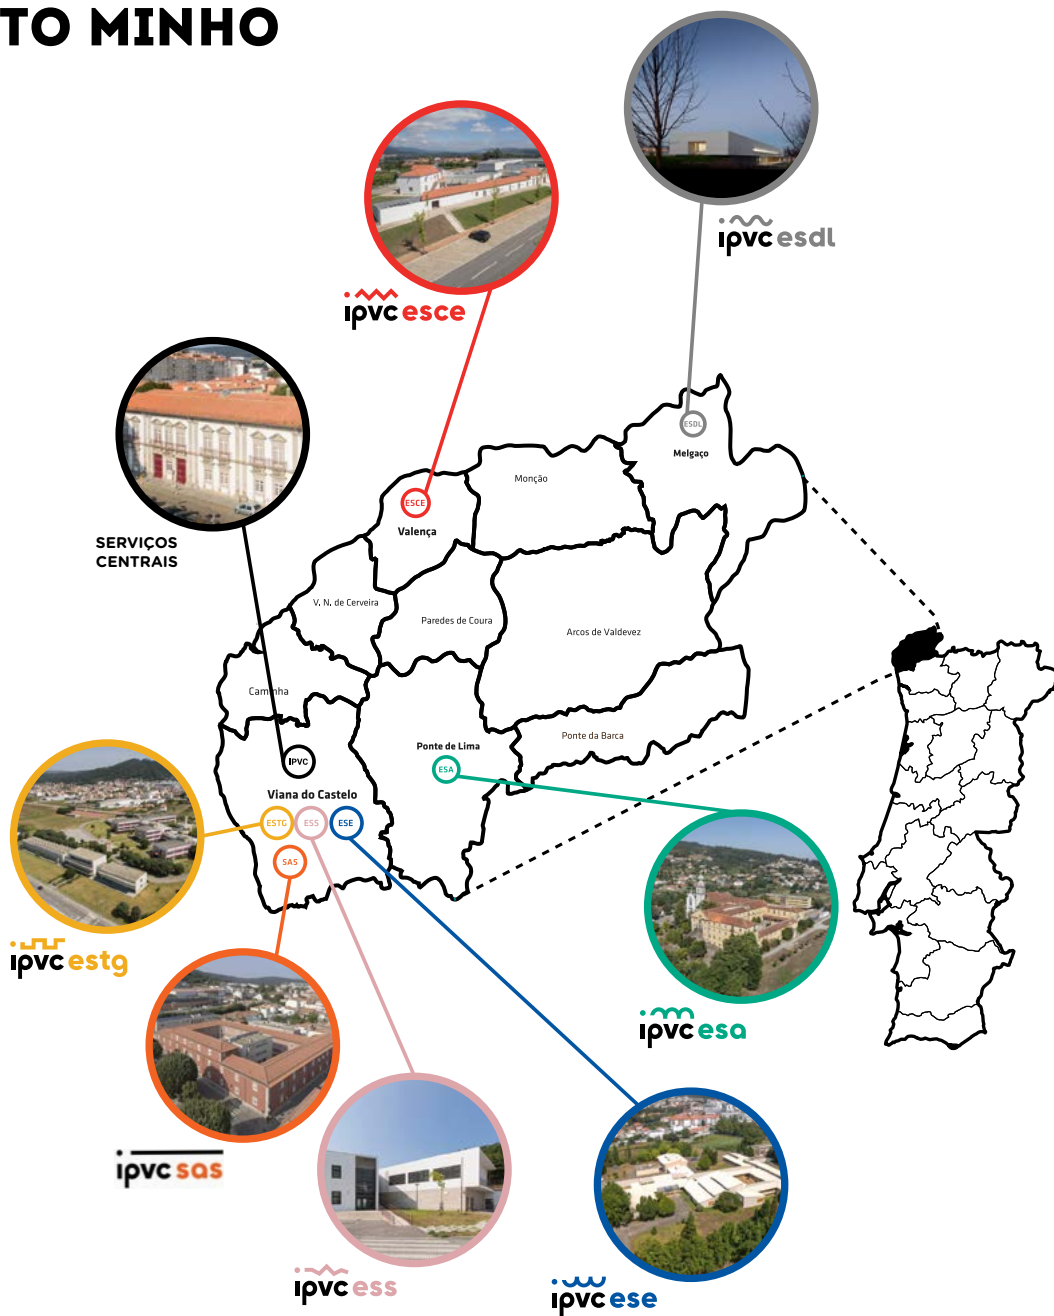 TO MINHO
ipvc esdl
ipvc esce
SERVIÇOS
CENTRAIS
ESDL
Melgaço
Monção
ESCE
Valença
V. N. de Cerveira
Paredes de Coura
Arcos de Valdevez
Caminha
Ponte da Barca
Ponte de Lima
ESA
IPVC
Viana do Castelo
ESTG
ESS
ESE
SAS
ipvc estg
ipvc esa
ipvc sas
ipvc ess
ipvc ese